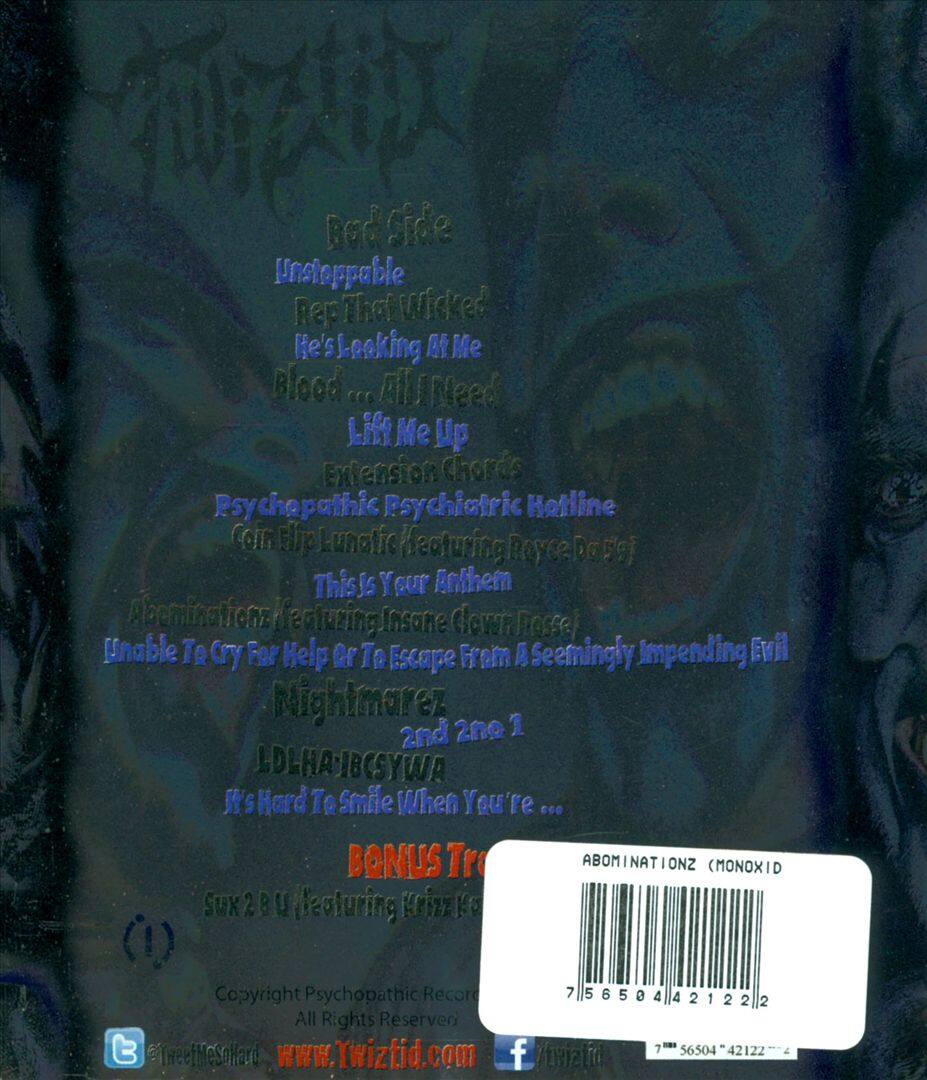 Twiztid
Bad Side
Unstoppable
Rep That Wicked
He's Looking At Me
Blood ... All I Need
Lift Me Up
Extension Chords
Psychopathic Psychiatric Hotline
Coin Flip Lunatic (featuring Royce Da 5'9)
This Is Your Anthem
Abominationz (featuring Insane Clown Posse)
Unable To Cry For Help Or To Escape From A Seemingly Impending Evil
Nightmarez
2nd 2no 1
LDLHA-IBCSYWA
It's Hard To Smile When You're ...
BONUS Tra
Sux 2 B U (featuring Krizz Ka
ABOMINATIONZ (MONOXID
7 56504 42122 2
(i)
Copyright Psychopathic Record
All Rights Reserved
@TweetMeSoHard www.Twiztid.com f/twiztid 7 56504 42122 2